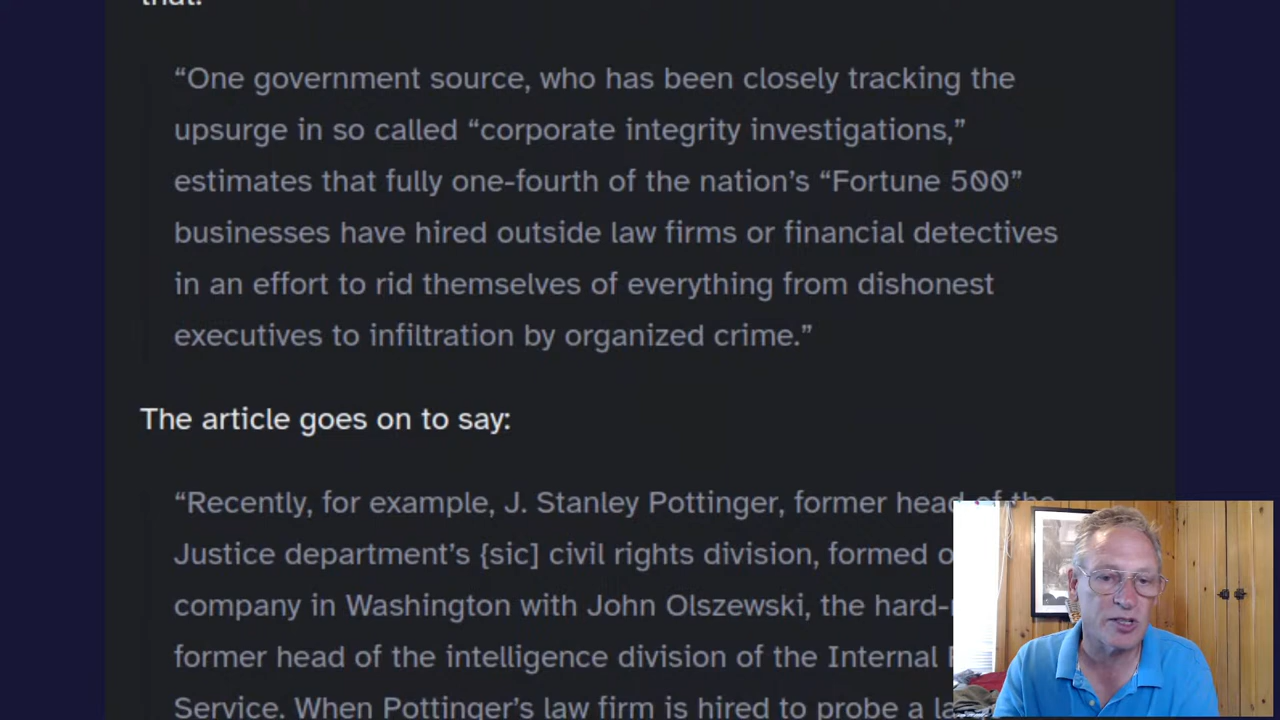 that:
“One government source, who has been closely tracking the
upsurge in so called “corporate integrity investigations,”
estimates that fully one-fourth of the nation’s “Fortune 500”
businesses have hired outside law firms or financial detectives
in an effort to rid themselves of everything from dishonest
executives to infiltration by organized crime.”
The article goes on to say:
“Recently, for example, J. Stanley Pottinger, former head of the
Justice department’s {sic] civil rights division, formed
company in Washington with John Olszewski, the
former head of the intelligence division of the Internal
Service. When Pottinger’s law firm is hired to probe a